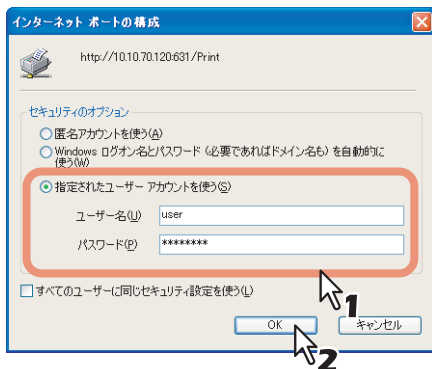 インターネット ポートの構成
http://10.10.70.120:631/Print
セキュリティのオプション
匿名アカウントを使う(A)
Windows ログオン名とパスワード (必要であればドメイン名も) を自動的に
使う(W)
指定されたユーザー アカウントを使う(S)
ユーザー名(U)
user
パスワード(P)
********
すべてのユーザーに同じセキュリティ設定を使う(L)
1
OK
キャンセル
2